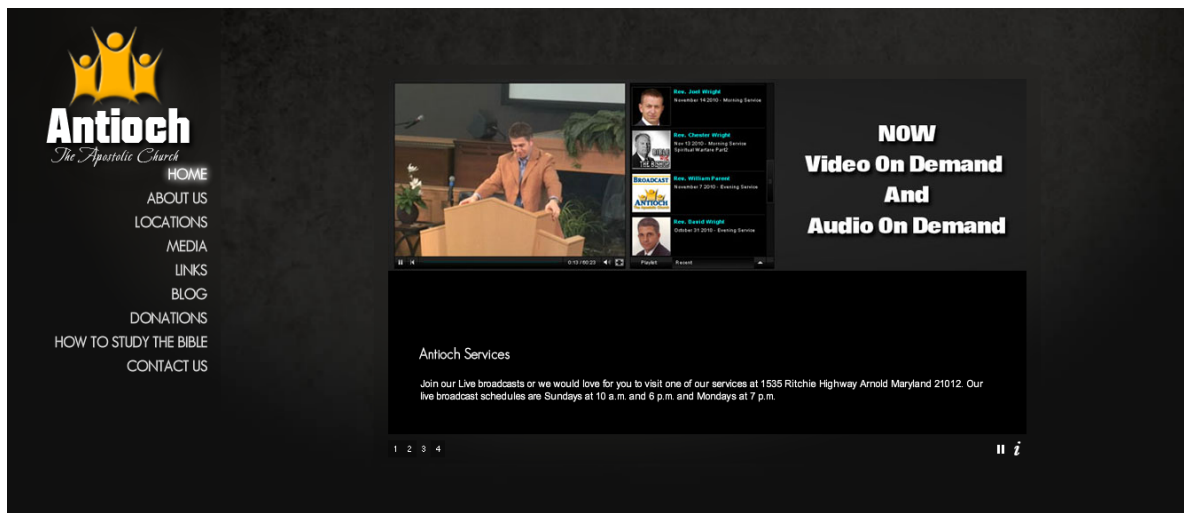 Antioch
The Apostolic Church
HOME
ABOUT US
LOCATIONS
MEDIA
LINKS
BLOG
DONATIONS
HOW TO STUDY THE BIBLE
CONTACT US
Rev. Joel Wright
November 14 2010 - Morning Service
Rev. Chester Wright
Nov 13 2010 - Morning Service
Spiritual Warfare Part2
Rev. William Parent
November 7 2010 - Evening Service
Rev. David Wright
October 31 2010 - Evening Service
BROADCAST
ANTIOCH
0:13 / 60:23
Playlist
Recent
NOW
Video On Demand
And
Audio On Demand
Antioch Services
Join our Live broadcasts or we would love for you to visit one of our services at 1535 Ritchie Highway Arnold Maryland 21012. Our
live broadcast schedules are Sundays at 10 a.m. and 6 p.m. and Mondays at 7 p.m.
1 2 3 4
i